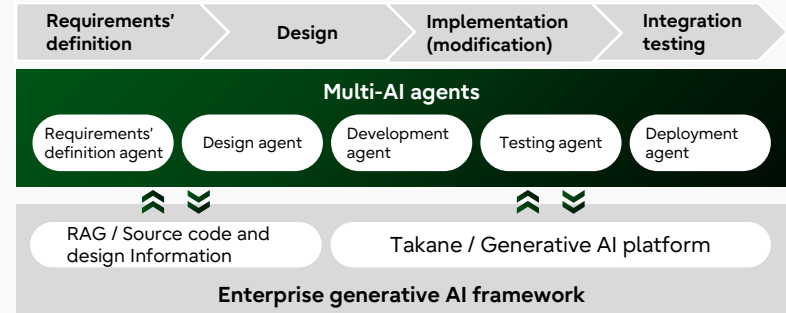 Requirements'
definition
Design
Implementation
(modification)
Integration
testing
Multi-AI agents
Requirements'
definition agent
Design agent
Development
agent
Testing agent
Deployment
agent
RAG / Source code and
design Information
Takane / Generative AI platform
Enterprise generative AI framework